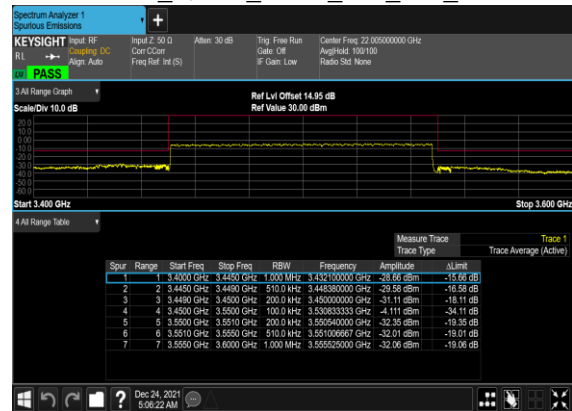 Spectrum Analyzer 1
Spurious Emissions
+
KEYSIGHT Input: RF Input Z: 50 Ω Atten: 30 dB Trig: Free Run Center Freq: 22.005000000 GHz
RL Coupling: DC Corr CCorr Gate: Off Avg|Hold: 100/100
Align: Auto Freq Ref: Int (S) IF Gain: Low Radio Std: None
PASS
3 All Range Graph
Ref Lvl Offset 14.95 dB
Scale/Div 10.0 dB Ref Value 30.00 dBm
20.0
10.0
0.00
-10.0
-20.0
-30.0
-40.0
-50.0
-60.0
Start 3.400 GHz Stop 3.600 GHz
4 All Range Table
Measure Trace Trace 1
Trace Type Trace Average (Active)
Spur Range Start Freq Stop Freq RBW Frequency Amplitude ΔLimit
1 1 3.4000 GHz 3.4450 GHz 1.000 MHz 3.432100000 GHz -28.66 dBm -15.66 dB
2 2 3.4450 GHz 3.4490 GHz 510.0 kHz 3.448380000 GHz -29.58 dBm -16.58 dB
3 3 3.4490 GHz 3.4500 GHz 200.0 kHz 3.450000000 GHz -31.11 dBm -18.11 dB
4 4 3.4500 GHz 3.5500 GHz 100.0 kHz 3.530833333 GHz -4.111 dBm -34.11 dB
5 5 3.5500 GHz 3.5510 GHz 200.0 kHz 3.550540000 GHz -32.35 dBm -19.35 dB
6 6 3.5510 GHz 3.5550 GHz 510.0 kHz 3.551006667 GHz -32.01 dBm -19.01 dB
7 7 3.5550 GHz 3.6000 GHz 1.000 MHz 3.555525000 GHz -32.06 dBm -19.06 dB
? Dec 24, 2021
5:06:22 AM